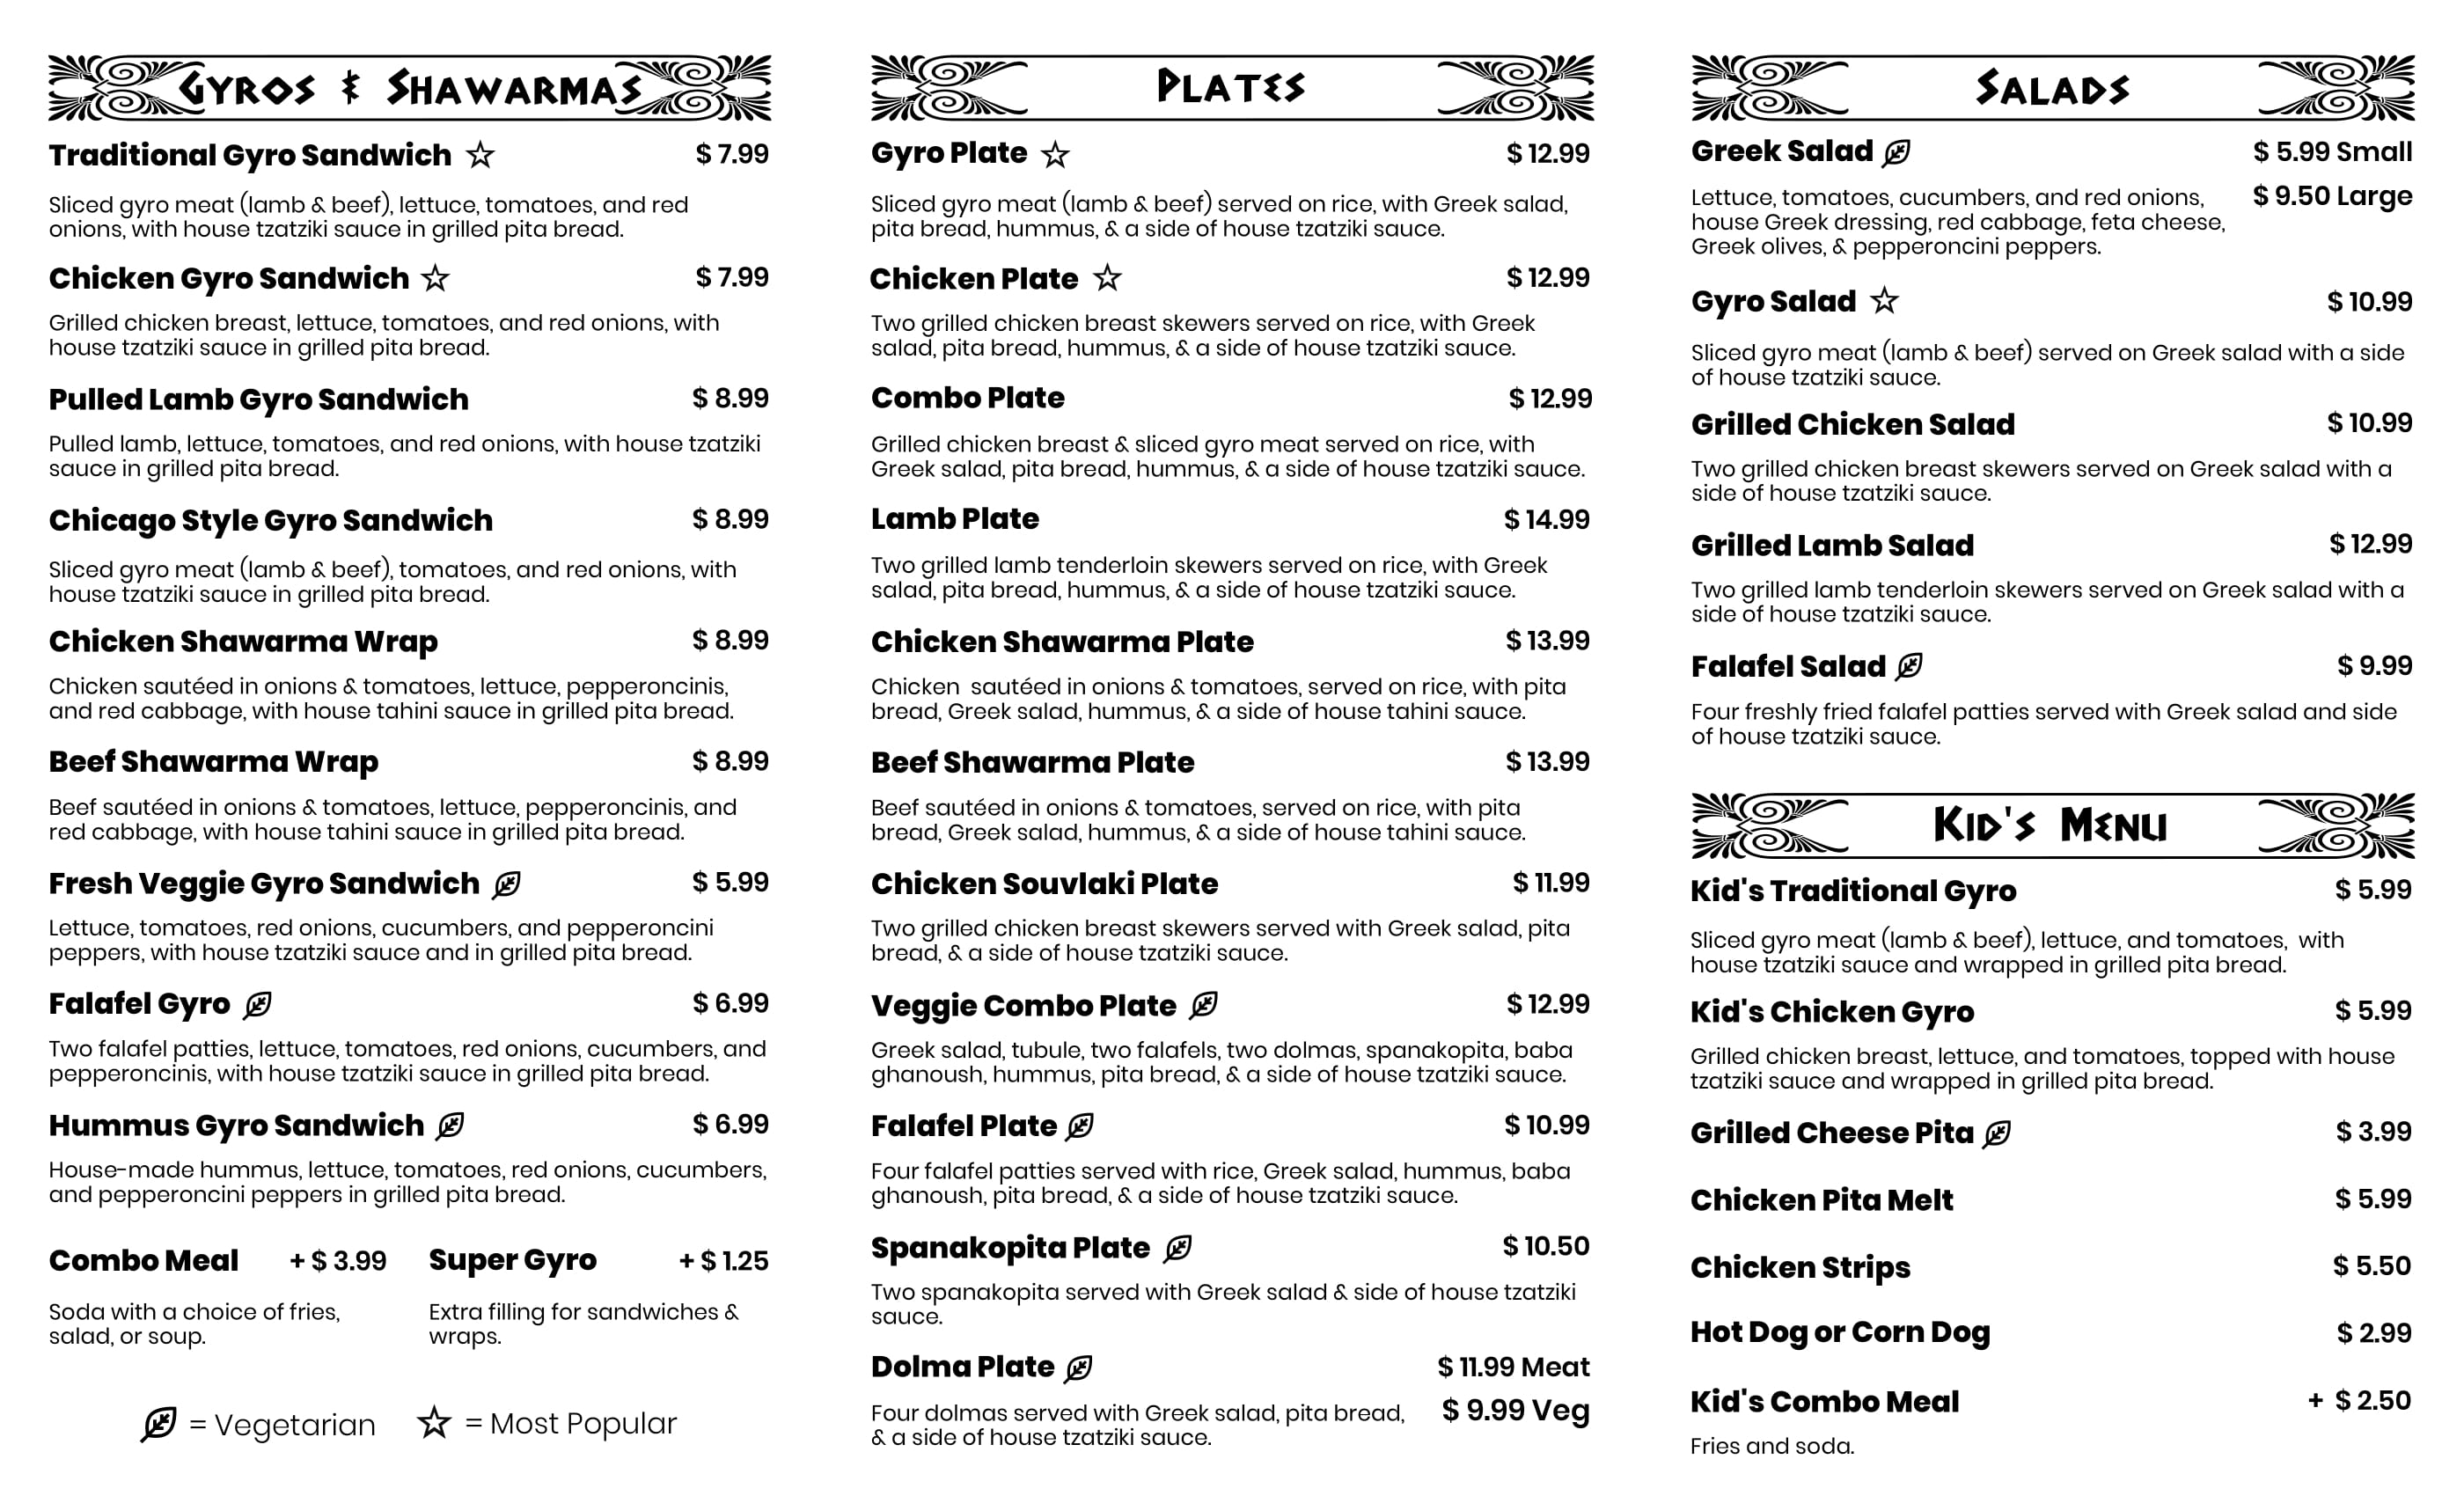 GYROS & SHAWARMAS
Traditional Gyro Sandwich $ 7.99
Sliced gyro meat (lamb & beef), lettuce, tomatoes, and red
onions, with house tzatziki sauce in grilled pita bread.
Chicken Gyro Sandwich $ 7.99
Grilled chicken breast, lettuce, tomatoes, and red onions, with
house tzatziki sauce in grilled pita bread.
Pulled Lamb Gyro Sandwich $ 8.99
Pulled lamb, lettuce, tomatoes, and red onions, with house tzatziki
sauce in grilled pita bread.
Chicago Style Gyro Sandwich $ 8.99
Sliced gyro meat (lamb & beef), tomatoes, and red onions, with
house tzatziki sauce in grilled pita bread.
Chicken Shawarma Wrap $ 8.99
Chicken sautéed in onions & tomatoes, lettuce, pepperoncinis,
and red cabbage, with house tahini sauce in grilled pita bread.
Beef Shawarma Wrap $ 8.99
Beef sautéed in onions & tomatoes, lettuce, pepperoncinis, and
red cabbage, with house tahini sauce in grilled pita bread.
Fresh Veggie Gyro Sandwich $ 5.99
Lettuce, tomatoes, red onions, cucumbers, and pepperoncini
peppers, with house tzatziki sauce and in grilled pita bread.
Falafel Gyro $ 6.99
Two falafel patties, lettuce, tomatoes, red onions, cucumbers, and
pepperoncinis, with house tzatziki sauce in grilled pita bread.
Hummus Gyro Sandwich $ 6.99
House-made hummus, lettuce, tomatoes, red onions, cucumbers,
and pepperoncini peppers in grilled pita bread.
Combo Meal + $ 3.99
Soda with a choice of fries,
salad, or soup.
Super Gyro + $ 1.25
Extra filling for sandwiches &
wraps.
= Vegetarian
= Most Popular
PLATES
Gyro Plate $ 12.99
Sliced gyro meat (lamb & beef) served on rice, with Greek salad,
pita bread, hummus, & a side of house tzatziki sauce.
Chicken Plate $ 12.99
Two grilled chicken breast skewers served on rice, with Greek
salad, pita bread, hummus, & a side of house tzatziki sauce.
Combo Plate $ 12.99
Grilled chicken breast & sliced gyro meat served on rice, with
Greek salad, pita bread, hummus, & a side of house tzatziki sauce.
Lamb Plate $ 14.99
Two grilled lamb tenderloin skewers served on rice, with Greek
salad, pita bread, hummus, & a side of house tzatziki sauce.
Chicken Shawarma Plate $ 13.99
Chicken sautéed in onions & tomatoes, served on rice, with pita
bread, Greek salad, hummus, & a side of house tahini sauce.
Beef Shawarma Plate $ 13.99
Beef sautéed in onions & tomatoes, served on rice, with pita
bread, Greek salad, hummus, & a side of house tahini sauce.
Chicken Souvlaki Plate $ 11.99
Two grilled chicken breast skewers served with Greek salad, pita
bread, & a side of house tzatziki sauce.
Veggie Combo Plate $ 12.99
Greek salad, tubule, two falafels, two dolmas, spanakopita, baba
ghanoush, hummus, pita bread, & a side of house tzatziki sauce.
Falafel Plate $ 10.99
Four falafel patties served with rice, Greek salad, hummus, baba
ghanoush, pita bread, & a side of house tzatziki sauce.
Spanakopita Plate $ 10.50
Two spanakopita served with Greek salad & side of house tzatziki
sauce.
Dolma Plate $ 11.99 Meat
$ 9.99 Veg
Four dolmas served with Greek salad, pita bread,
& a side of house tzatziki sauce.
SALADS
Greek Salad $ 5.99 Small
$ 9.50 Large
Lettuce, tomatoes, cucumbers, and red onions,
house Greek dressing, red cabbage, feta cheese,
Greek olives, & pepperoncini peppers.
Gyro Salad $ 10.99
Sliced gyro meat (lamb & beef) served on Greek salad with a side
of house tzatziki sauce.
Grilled Chicken Salad $ 10.99
Two grilled chicken breast skewers served on Greek salad with a
side of house tzatziki sauce.
Grilled Lamb Salad $ 12.99
Two grilled lamb tenderloin skewers served on Greek salad with a
side of house tzatziki sauce.
Falafel Salad $ 9.99
Four freshly fried falafel patties served with Greek salad and side
of house tzatziki sauce.
KID'S MENU
Kid's Traditional Gyro $ 5.99
Sliced gyro meat (lamb & beef), lettuce, and tomatoes, with
house tzatziki sauce and wrapped in grilled pita bread.
Kid's Chicken Gyro $ 5.99
Grilled chicken breast, lettuce, and tomatoes, topped with house
tzatziki sauce and wrapped in grilled pita bread.
Grilled Cheese Pita $ 3.99
Chicken Pita Melt $ 5.99
Chicken Strips $ 5.50
Hot Dog or Corn Dog $ 2.99
Kid's Combo Meal + $ 2.50
Fries and soda.